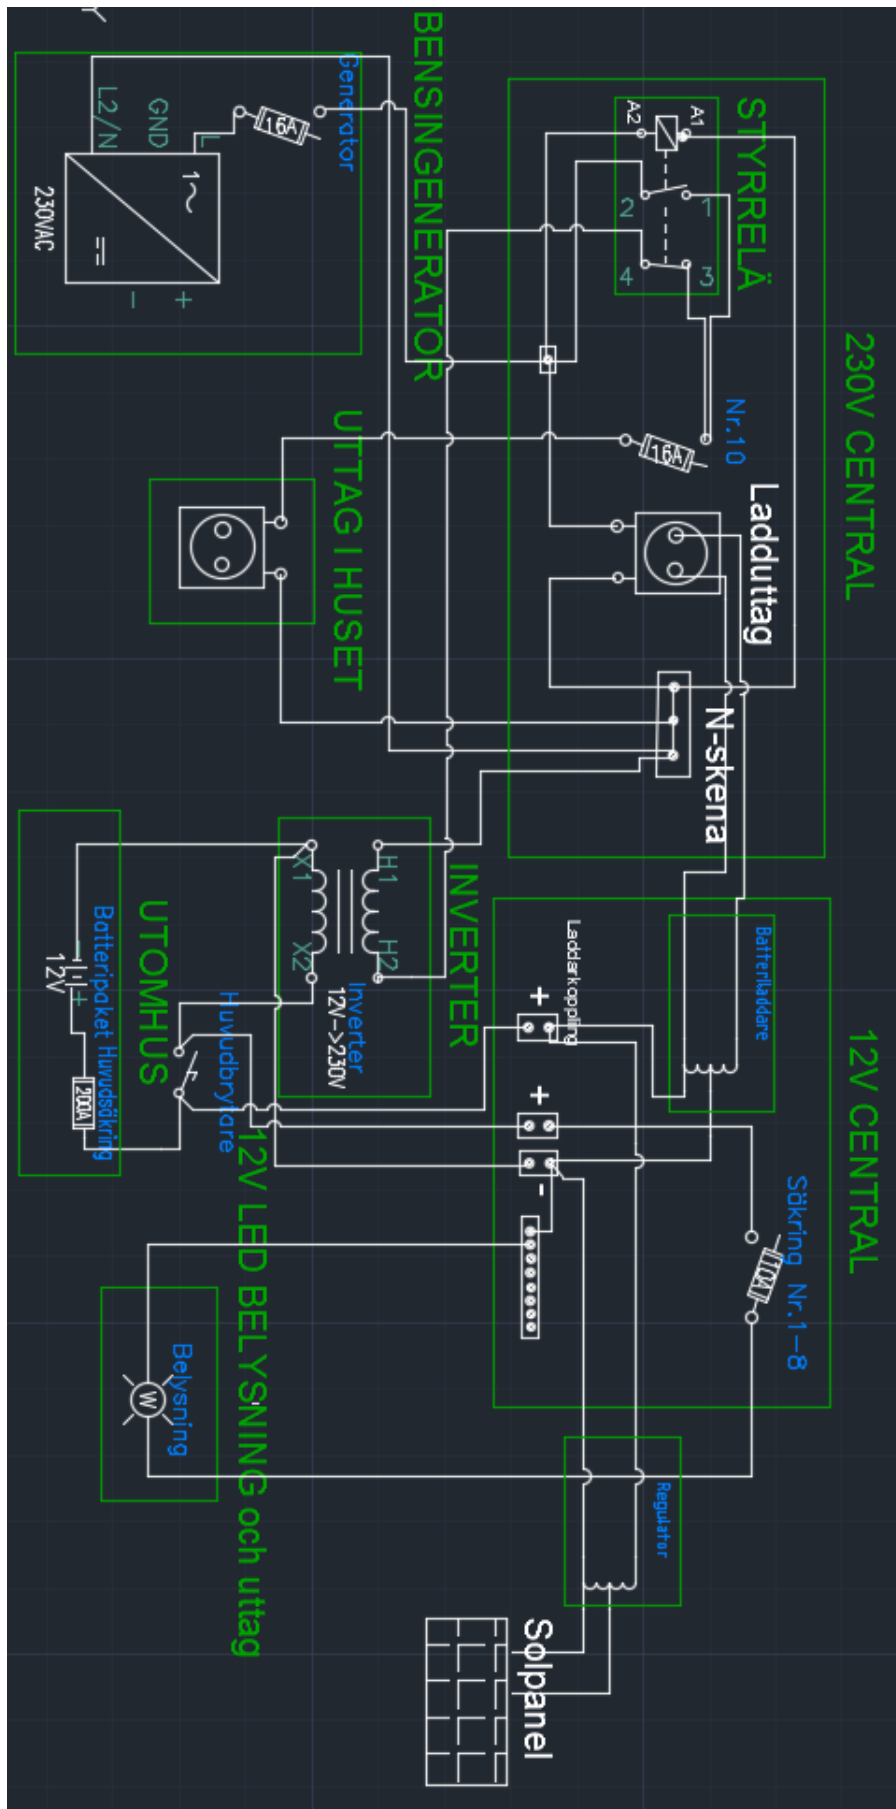 230V CENTRAL
12V CENTRAL
STYRRELÄ
A1
A2
1
2
3
4
Nr.10
16A
Ladduttag
N-skena
Batteriladdare
Säkring Nr.1-8
10A
Laddarkoppling
+
+
-
Regulator
Solpanel
BENSINGENERATOR
Generator
16A
L
GND
L2/N
1~
230VAC
+
-
UTTAG I HUSET
INVERTER
H1
H2
X1
X2
Inverter
12V->230V
UTOMHUS
Huvudbrytare
Batteripaket
Huvudsäkring
-
+
12V
200A
12V LED BELYSNING och uttag
Belysning
W